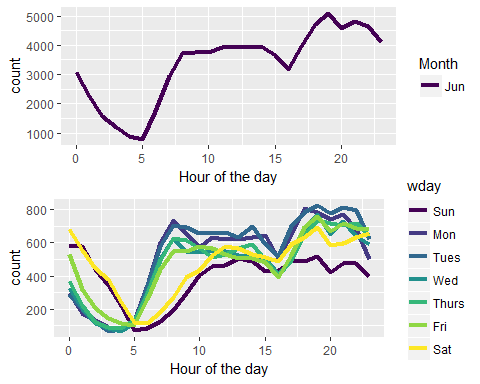 count
5000
4000
3000
2000
1000
0
5
10
15
20
Hour of the day
Month
Jun
count
800
600
400
200
0
5
10
15
20
Hour of the day
wday
Sun
Mon
Tues
Wed
Thurs
Fri
Sat